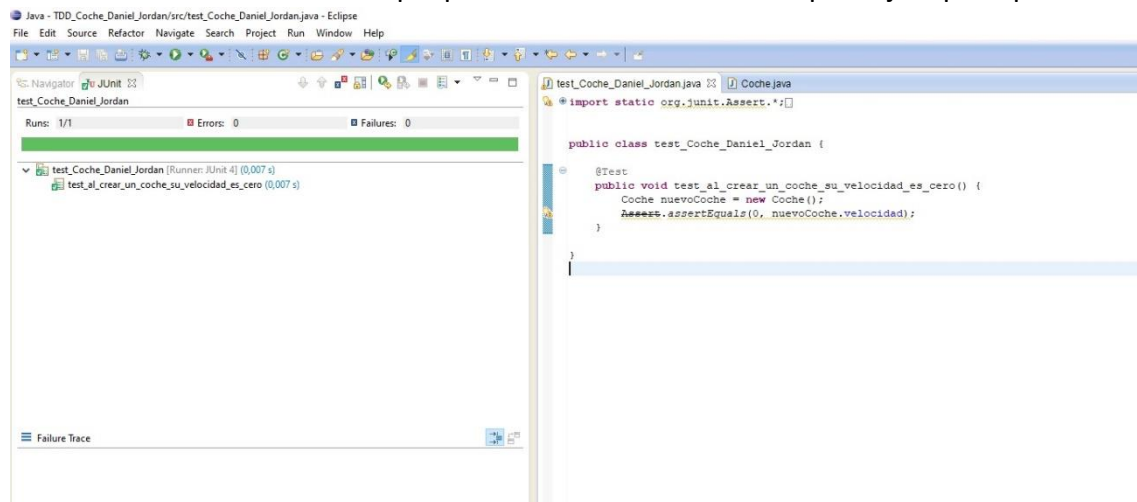 Java - TDD_Coche_Daniel_Jordan/src/test_Coche_Daniel_Jordan.java - Eclipse
File Edit Source Refactor Navigate Search Project Run Window Help
Navigator JUnit
test_Coche_Daniel_Jordan
Runs: 1/1 Errors: 0 Failures: 0
test_Coche_Daniel_Jordan [Runner: JUnit 4] (0,007 s)
test_al_crear_un_coche_su_velocidad_es_cero (0,007 s)
Failure Trace
test_Coche_Daniel_Jordan.java Coche.java
import static org.junit.Assert.*;
public class test_Coche_Daniel_Jordan {
@Test
public void test_al_crear_un_coche_su_velocidad_es_cero() {
Coche nuevoCoche = new Coche();
Assert.assertEquals(0, nuevoCoche.velocidad);
}
}